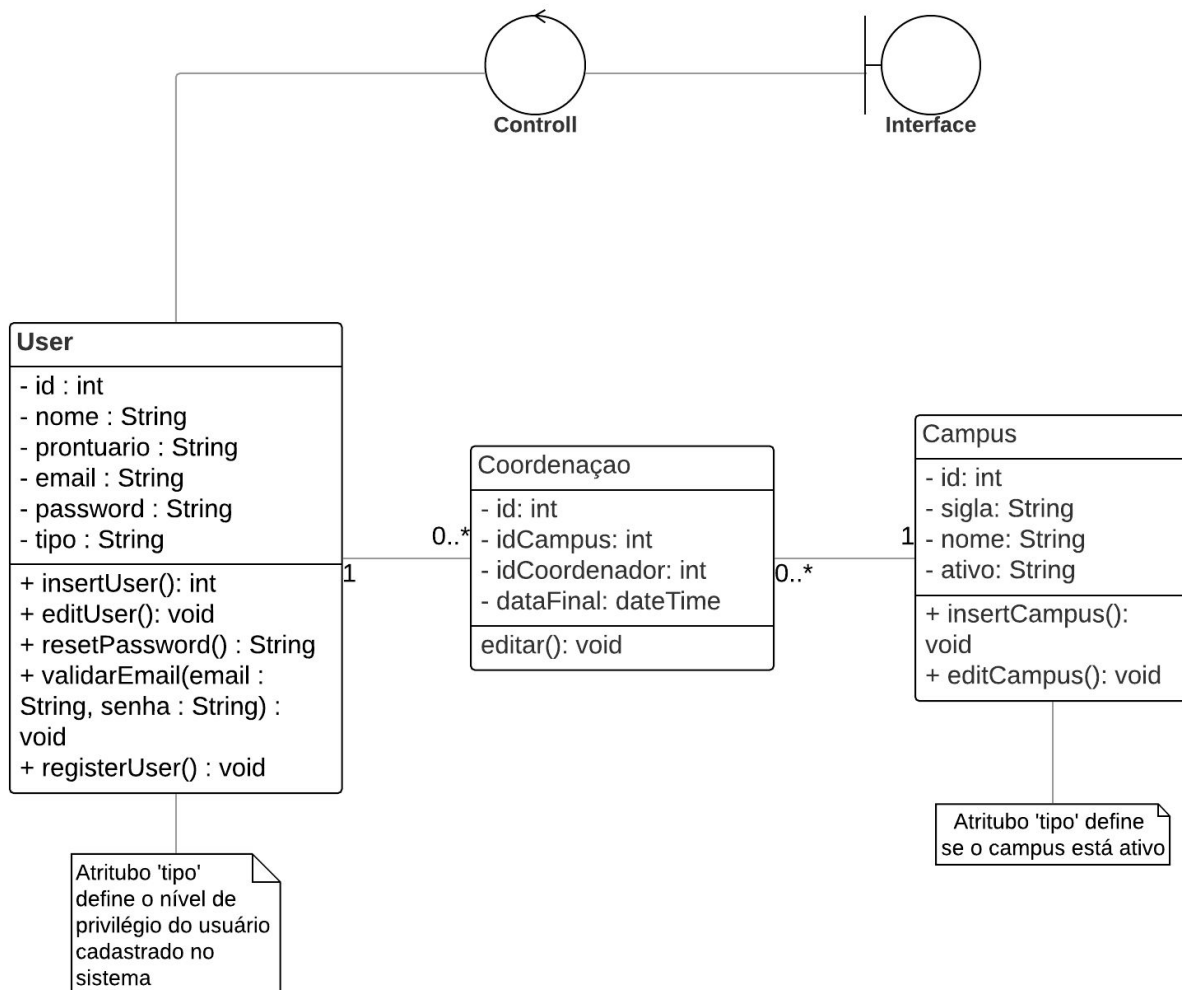 Controll
Interface
User
- id : int
- nome : String
- prontuario : String
- email : String
- password : String
- tipo : String
+ insertUser(): int
+ editUser(): void
+ resetPassword() : String
+ validarEmail(email :
String, senha : String) :
void
+ registerUser() : void
1
0..*
Coordenaçao
- id: int
- idCampus: int
- idCoordenador: int
- dataFinal: dateTime
editar(): void
0..*
1
Campus
- id: int
- sigla: String
- nome: String
- ativo: String
+ insertCampus():
void
+ editCampus(): void
Atritubo 'tipo'
define o nível de
privilégio do usuário
cadastrado no
sistema
Atritubo 'tipo' define
se o campus está ativo